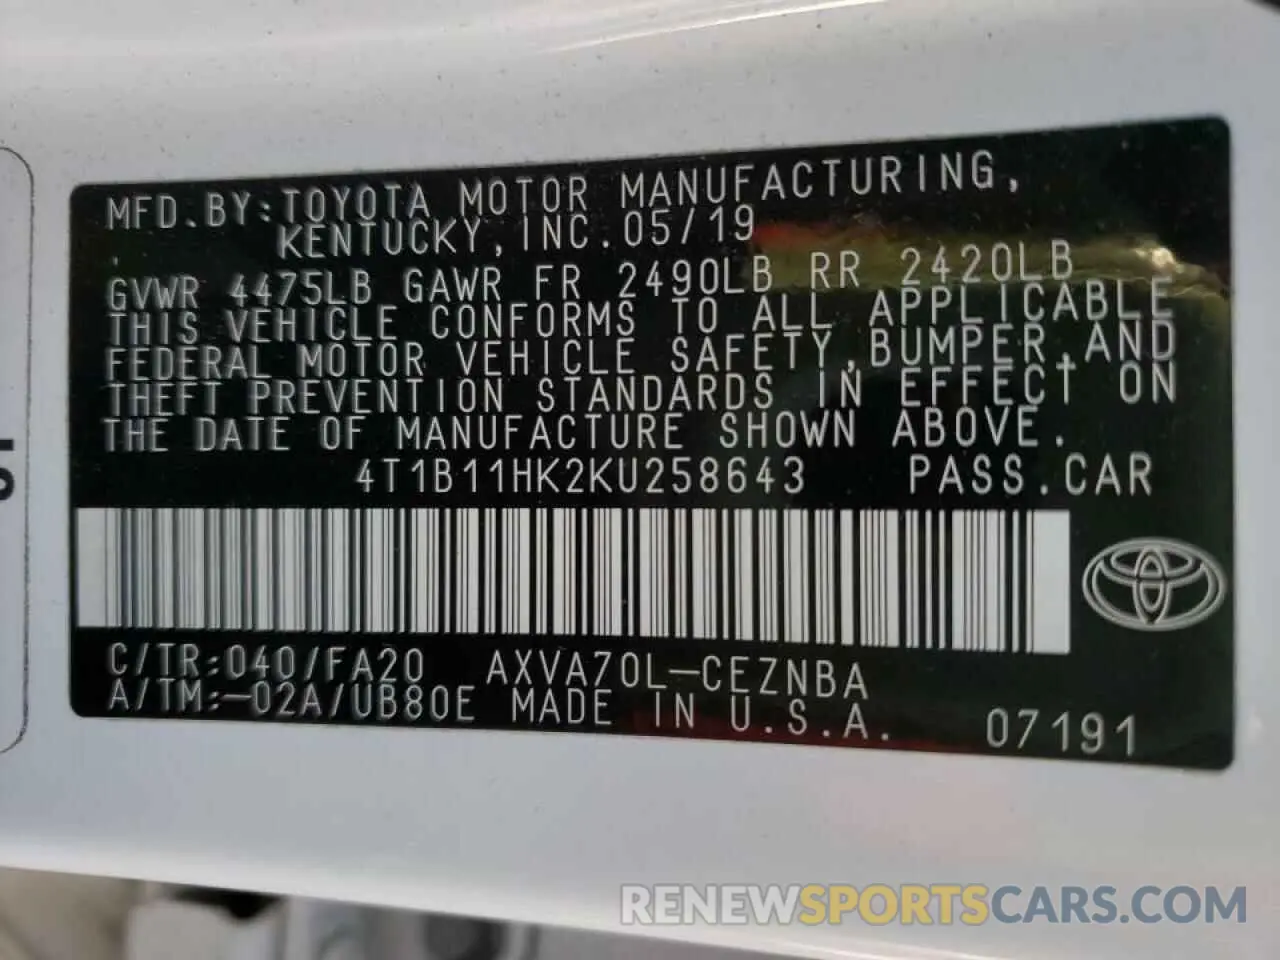 MFD.BY:TOYOTA MOTOR MANUFACTURING,
KENTUCKY,INC.05/19
GVWR 4475LB GAWR FR 2490LB RR 2420LB
THIS VEHICLE CONFORMS TO ALL APPLICABLE
FEDERAL MOTOR VEHICLE SAFETY,BUMPER,AND
THEFT PREVENTION STANDARDS IN EFFECT ON
THE DATE OF MANUFACTURE SHOWN ABOVE.
4T1B11HK2KU258643 PASS.CAR
C/TR:040/FA20 AXVA70L-CEZNBA
A/TM:-02A/UB80E MADE IN U.S.A. 07191
RENEWSPORTSCARS.COM